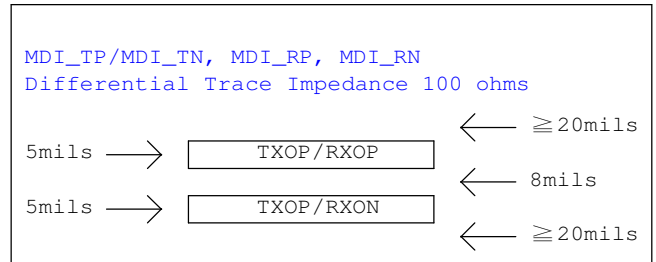 MDI_TP/MDI_TN, MDI_RP, MDI_RN
Differential Trace Impedance 100 ohms
≧20mils
5mils TXOP/RXOP
8mils
5mils TXOP/RXON
≧20mils